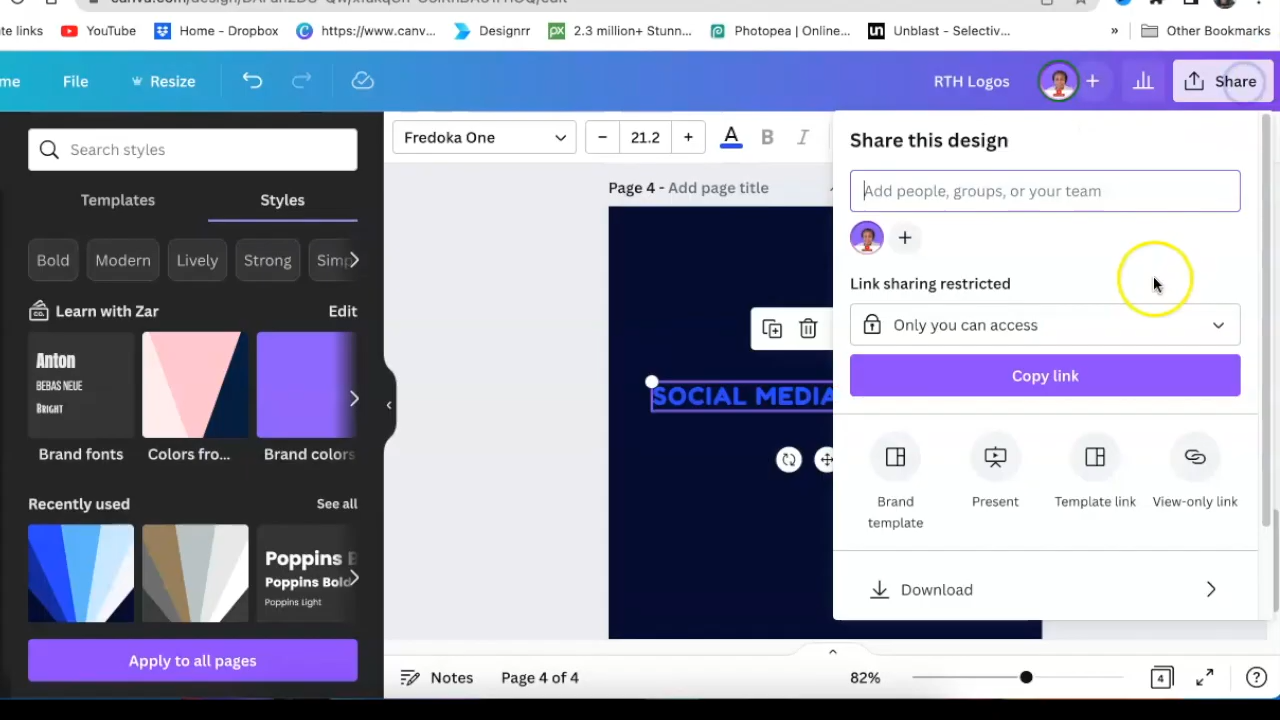 te links
YouTube
Home - Dropbox
https://www.canv...
Designrr
2.3 million+ Stunn...
Photopea | Online...
Unblast - Selectiv...
»
Other Bookmarks
me
File
Resize
RTH Logos
+
Share
Search styles
Templates
Styles
Bold
Modern
Lively
Strong
Simp
Learn with Zar
Edit
Anton
BEBAS NEUE
BRIGHT
Brand fonts
Colors fro...
Brand colors
Recently used
See all
Poppins B
Poppins Bold
Poppins Light
Apply to all pages
Fredoka One
− 21.2 +
A B I
Page 4 - Add page title
SOCIAL MEDIA
Share this design
Add people, groups, or your team
+
Link sharing restricted
Only you can access
Copy link
Brand
template
Present
Template link
View-only link
Download
Notes
Page 4 of 4
82%
4
?